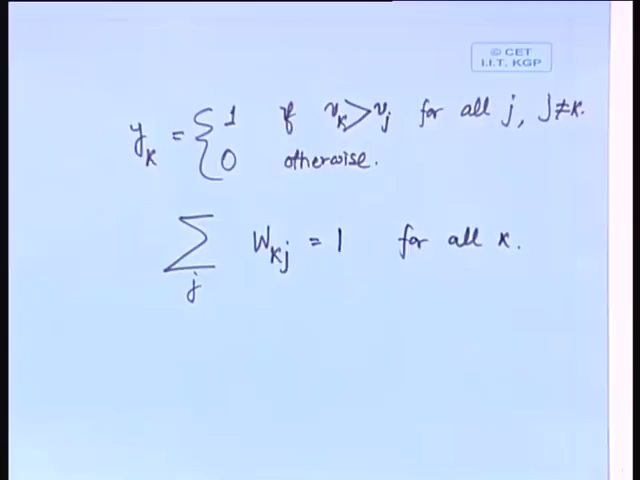 © CET
I.I.T. KGP
y_k = { 1 if v_k > v_j for all j, j ≠ k.
0 otherwise.
∑_j W_kj = 1 for all k.